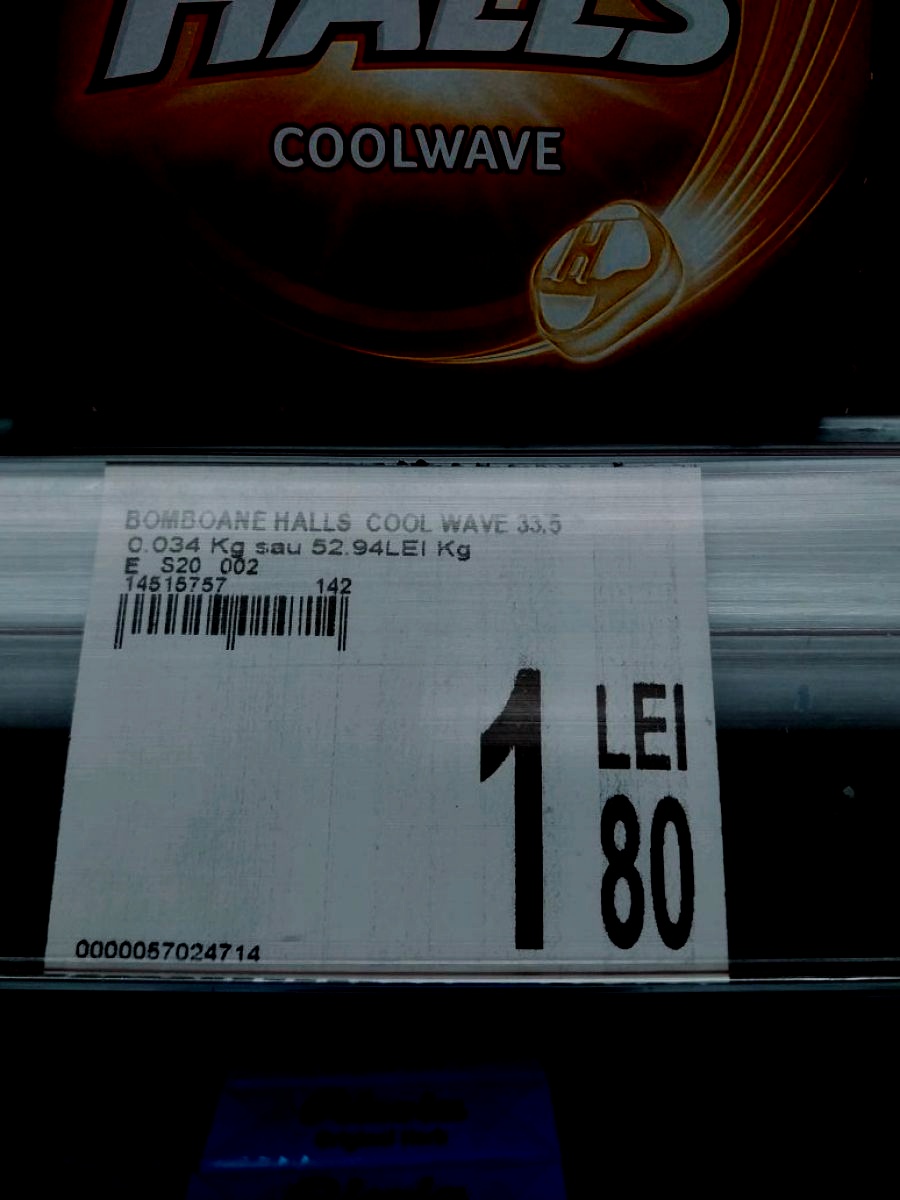 HALLS
COOLWAVE
H
BOMBOANE HALLS COOL WAVE 33.5
0.034 Kg sau 52.94LEI Kg
E S20 002
14515757 142
1 LEI
80
0000057024714